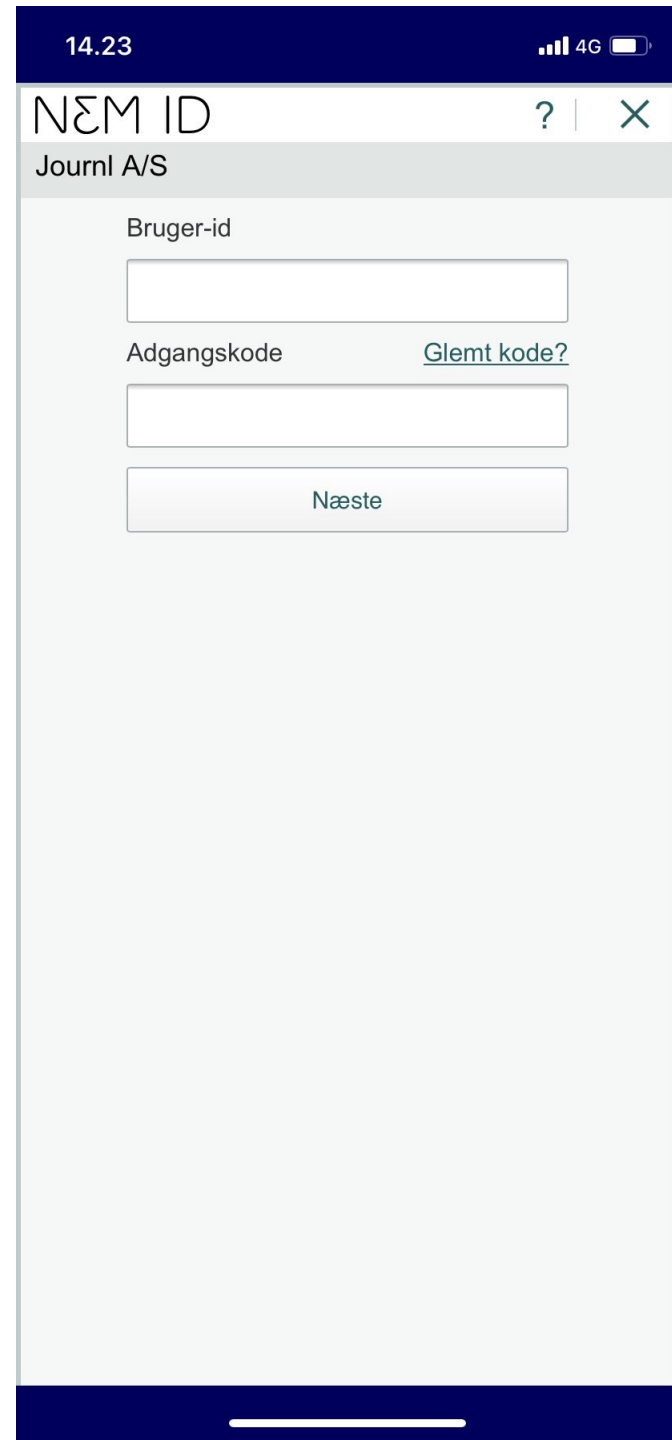 14.23 4G
NEM ID ?
Journl A/S
Bruger-id
Adgangskode Glemt kode?
Næste